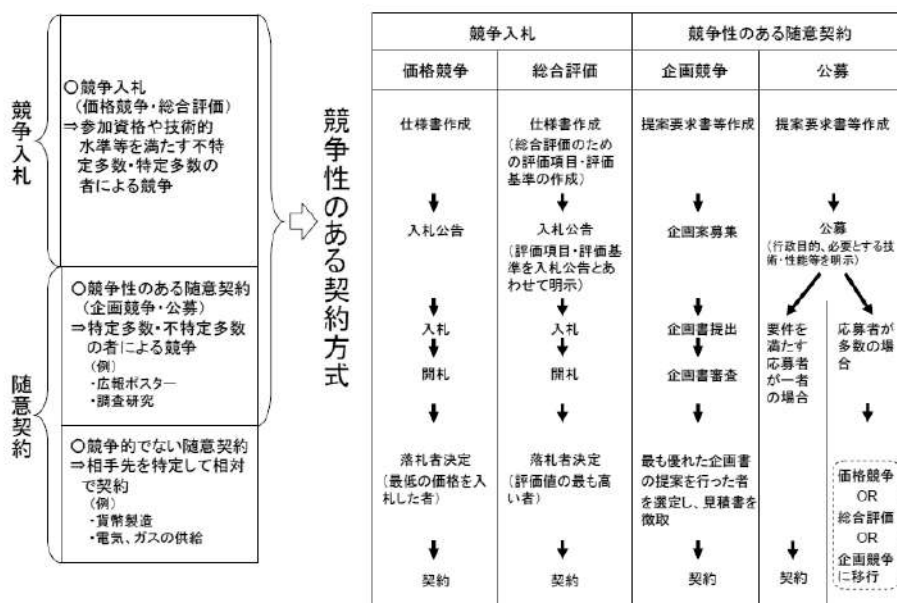 競争入札
○競争入札
(価格競争・総合評価)
⇒参加資格や技術的
水準等を満たす不特
定多数・特定多数の
者による競争
随意契約
○競争性のある随意契約
(企画競争・公募)
⇒特定多数・不特定多数
の者による競争
(例)
・広報ポスター
・調査研究
○競争的でない随意契約
⇒相手先を特定して相対
で契約
(例)
・貨幣製造
・電気、ガスの供給
競争性のある契約方式
競争入札
競争性のある随意契約
価格競争
総合評価
企画競争
公募
仕様書作成
仕様書作成
(総合評価のため
の評価項目・評価
基準の作成)
提案要求書等作成
提案要求書等作成
入札公告
入札公告
(評価項目・評価基
準を入札公告とあ
わせて明示)
企画案募集
公募
(行政目的、必要とする技
術・性能等を明示)
入札
入札
企画書提出
要件を
満たす
応募者
が一者
の場合
応募者が
多数の場
合
開札
開札
企画書審査
落札者決定
(最低の価格を入
札した者)
落札者決定
(評価値の最も高
い者)
最も優れた企画書
の提案を行った者
を選定し、見積書を
徴取
価格競争
OR
総合評価
OR
企画競争
に移行
契約
契約
契約
契約